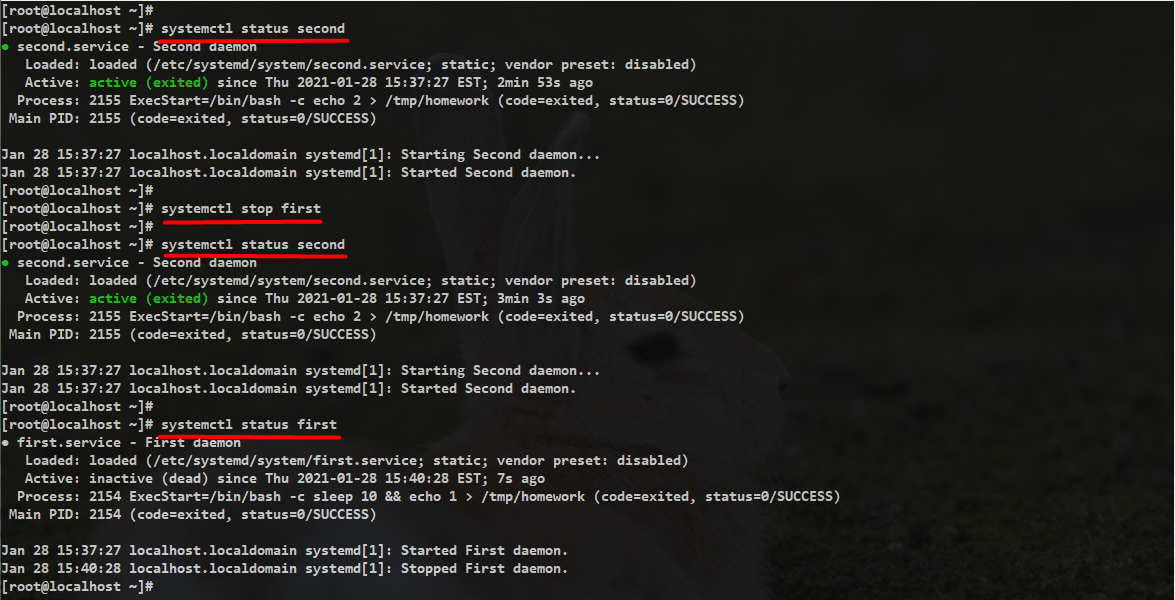 [root@localhost ~]#
[root@localhost ~]# systemctl status second
● second.service - Second daemon
   Loaded: loaded (/etc/systemd/system/second.service; static; vendor preset: disabled)
   Active: active (exited) since Thu 2021-01-28 15:37:27 EST; 2min 53s ago
  Process: 2155 ExecStart=/bin/bash -c echo 2 > /tmp/homework (code=exited, status=0/SUCCESS)
 Main PID: 2155 (code=exited, status=0/SUCCESS)

Jan 28 15:37:27 localhost.localdomain systemd[1]: Starting Second daemon...
Jan 28 15:37:27 localhost.localdomain systemd[1]: Started Second daemon.
[root@localhost ~]#
[root@localhost ~]# systemctl stop first
[root@localhost ~]#
[root@localhost ~]# systemctl status second
● second.service - Second daemon
   Loaded: loaded (/etc/systemd/system/second.service; static; vendor preset: disabled)
   Active: active (exited) since Thu 2021-01-28 15:37:27 EST; 3min 3s ago
  Process: 2155 ExecStart=/bin/bash -c echo 2 > /tmp/homework (code=exited, status=0/SUCCESS)
 Main PID: 2155 (code=exited, status=0/SUCCESS)

Jan 28 15:37:27 localhost.localdomain systemd[1]: Starting Second daemon...
Jan 28 15:37:27 localhost.localdomain systemd[1]: Started Second daemon.
[root@localhost ~]#
[root@localhost ~]# systemctl status first
● first.service - First daemon
   Loaded: loaded (/etc/systemd/system/first.service; static; vendor preset: disabled)
   Active: inactive (dead) since Thu 2021-01-28 15:40:28 EST; 7s ago
  Process: 2154 ExecStart=/bin/bash -c sleep 10 && echo 1 > /tmp/homework (code=exited, status=0/SUCCESS)
 Main PID: 2154 (code=exited, status=0/SUCCESS)

Jan 28 15:37:27 localhost.localdomain systemd[1]: Started First daemon.
Jan 28 15:40:28 localhost.localdomain systemd[1]: Stopped First daemon.
[root@localhost ~]#